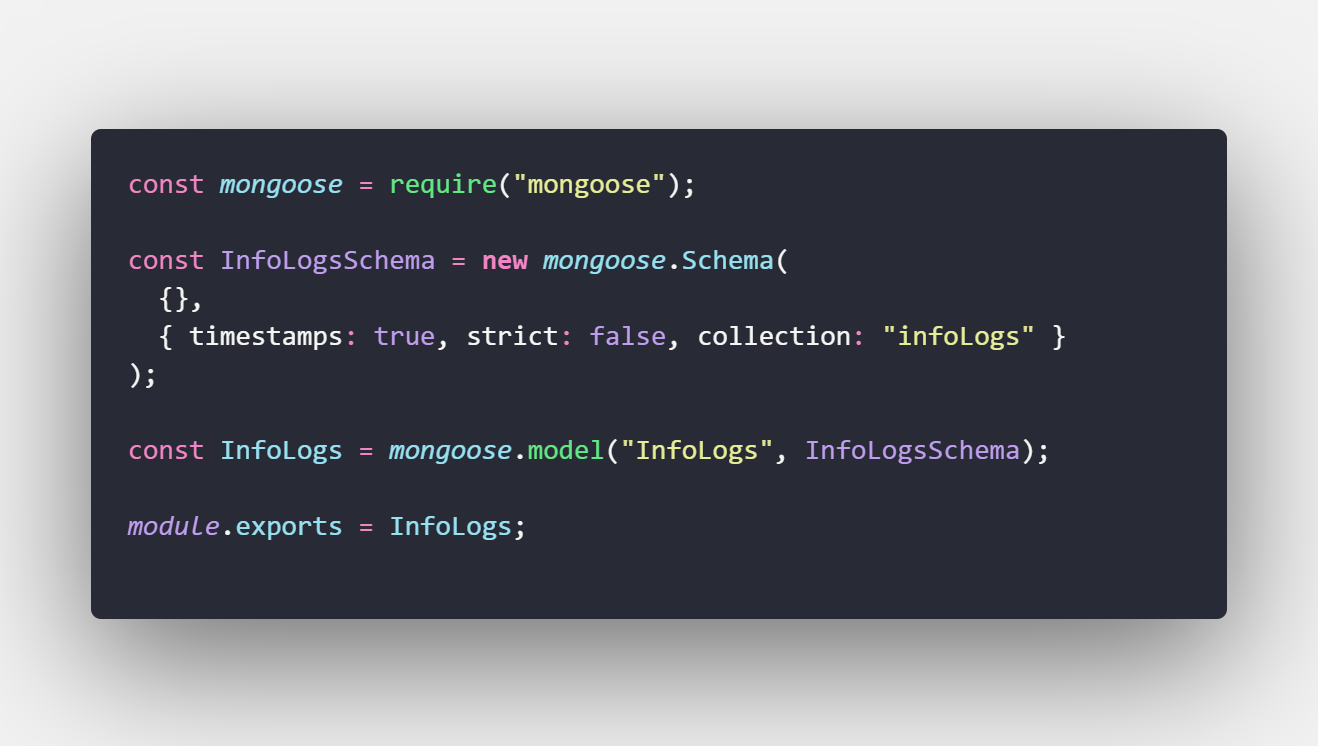 const mongoose = require("mongoose");
const InfoLogsSchema = new mongoose.Schema(
  {},
  { timestamps: true, strict: false, collection: "infoLogs" }
);
const InfoLogs = mongoose.model("InfoLogs", InfoLogsSchema);
module.exports = InfoLogs;